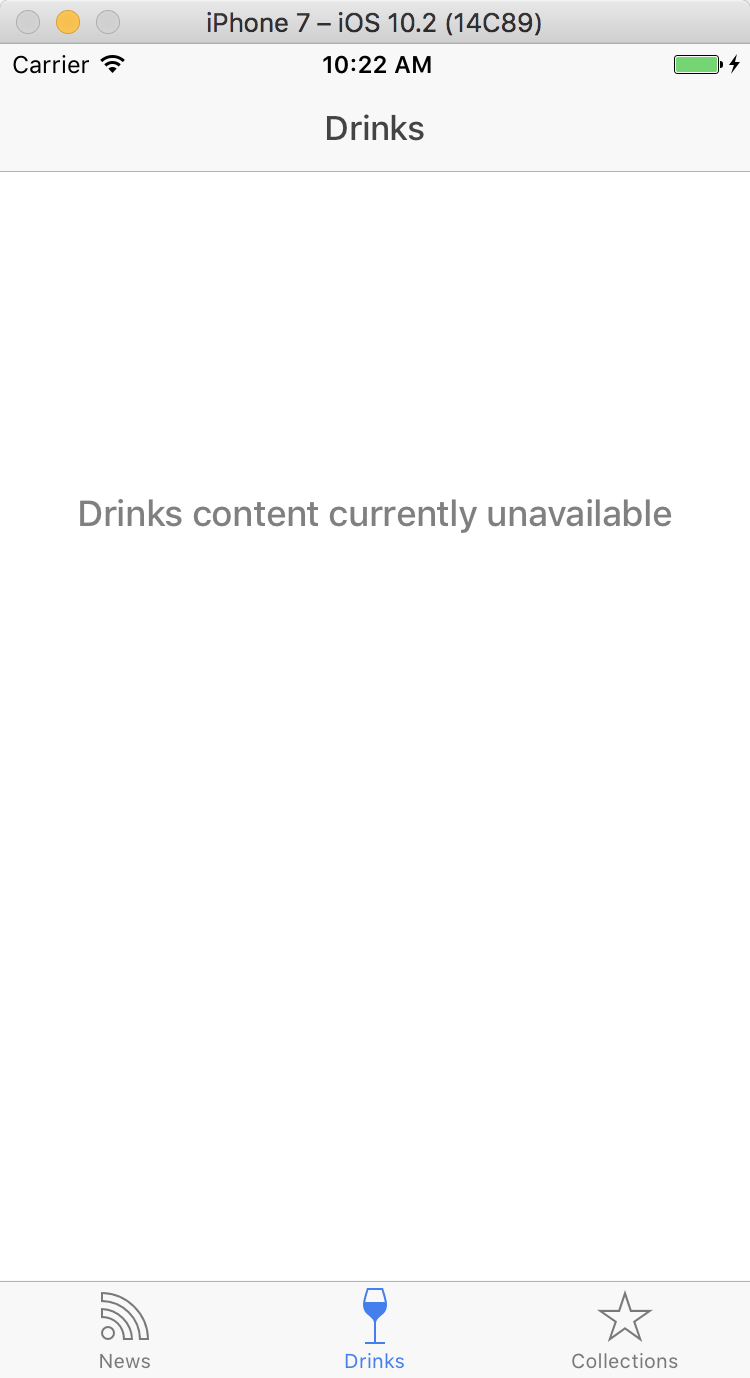 iPhone 7 – iOS 10.2 (14C89)
Carrier 10:22 AM
Drinks
Drinks content currently unavailable
News Drinks Collections